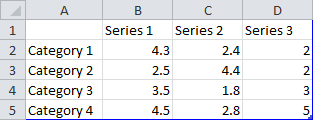 A B C D
1 Series 1 Series 2 Series 3
2 Category 1 4.3 2.4 2
3 Category 2 2.5 4.4 2
4 Category 3 3.5 1.8 3
5 Category 4 4.5 2.8 5